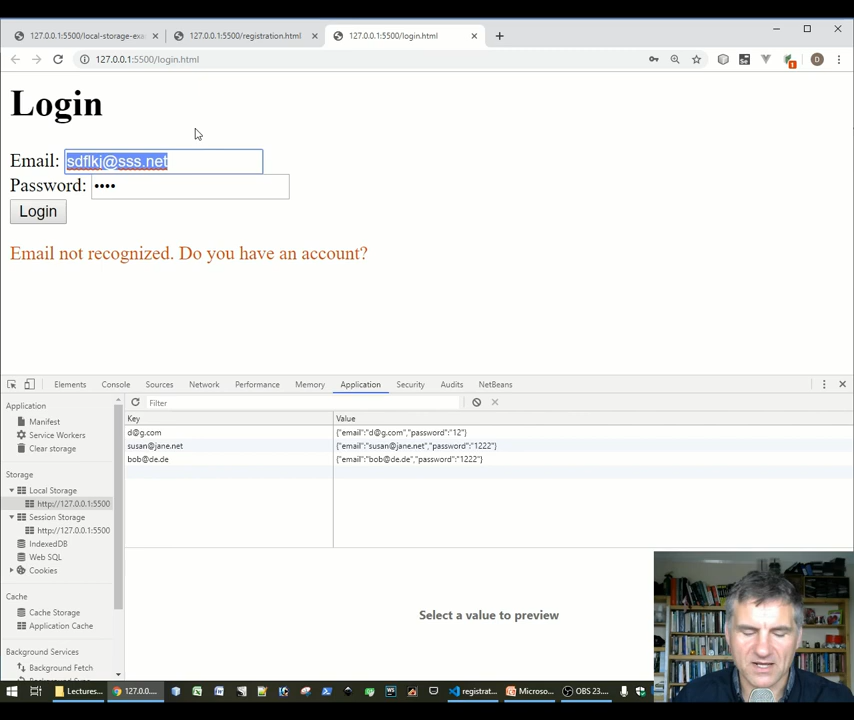 127.0.0.1:5500/local-storage-exa
127.0.0.1:5500/registration.html
127.0.0.1:5500/login.html
127.0.0.1:5500/login.html
D
Login
Email: sdflkj@sss.net
Password: ••••
Login
Email not recognized. Do you have an account?
Elements Console Sources Network Performance Memory Application Security Audits NetBeans
Application
Manifest
Service Workers
Clear storage
Storage
Local Storage
http://127.0.0.1:5500
Session Storage
http://127.0.0.1:5500
IndexedDB
Web SQL
Cookies
Cache
Cache Storage
Application Cache
Background Services
Background Fetch
Filter
Key Value
d@g.com {"email":"d@g.com","password":"12"}
susan@jane.net {"email":"susan@jane.net","password":"1222"}
bob@de.de {"email":"bob@de.de","password":"1222"}
Select a value to preview
Lectures... 127.0.0.... registrat... Microso... OBS 23....